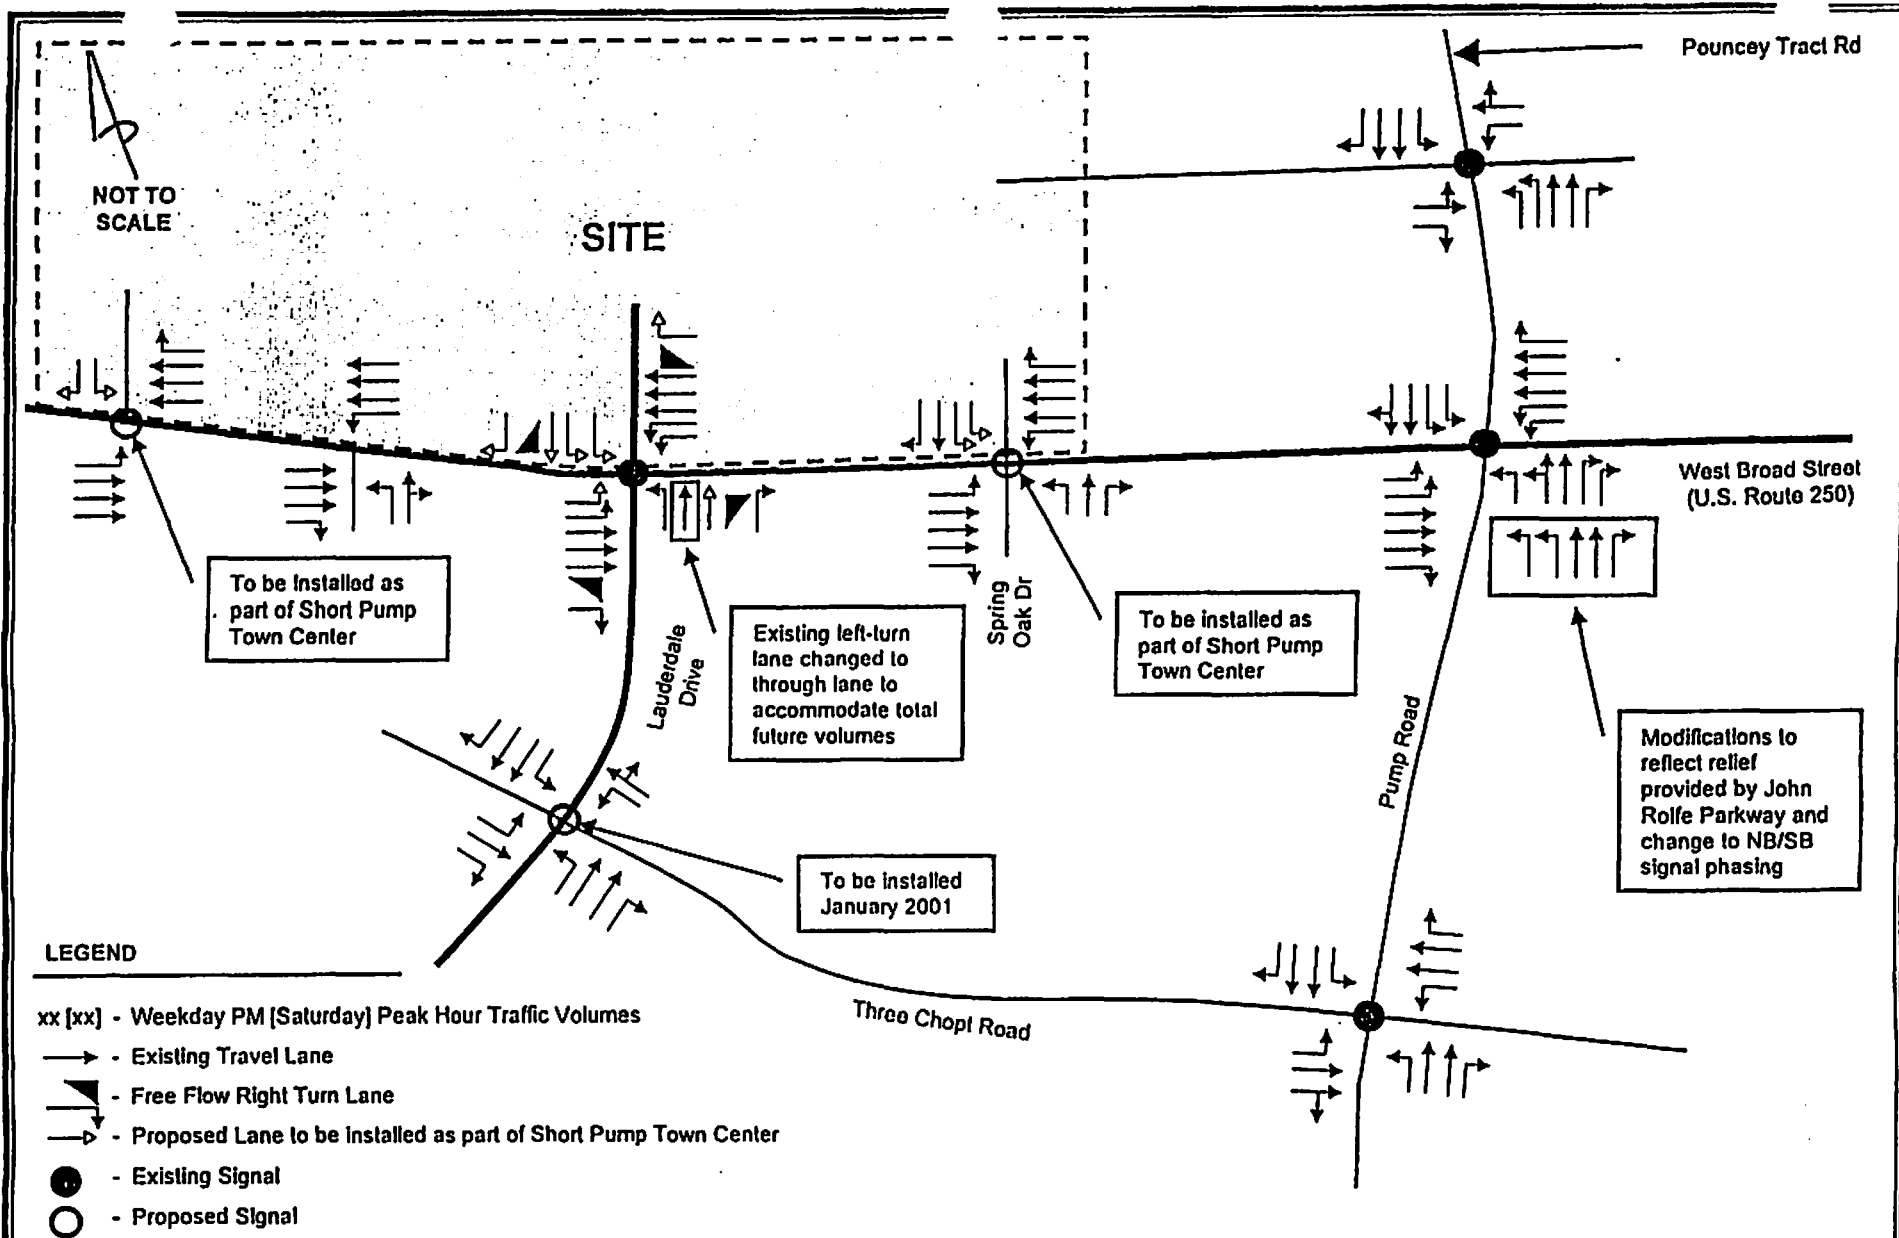 Pouncey Tract Rd
NOT TO
SCALE
SITE
West Broad Street
(U.S. Route 250)
To be installed as
part of Short Pump
Town Center
Existing left-turn
lane changed to
through lane to
accommodate total
future volumes
Lauderdale
Drive
Spring
Oak Dr
To be installed as
part of Short Pump
Town Center
Pump Road
Modifications to
reflect relief
provided by John
Rolfe Parkway and
change to NB/SB
signal phasing
To be installed
January 2001
Three Chopt Road
LEGEND
xx [xx] - Weekday PM [Saturday] Peak Hour Traffic Volumes
- Existing Travel Lane
- Free Flow Right Turn Lane
- Proposed Lane to be installed as part of Short Pump Town Center
- Existing Signal
- Proposed Signal